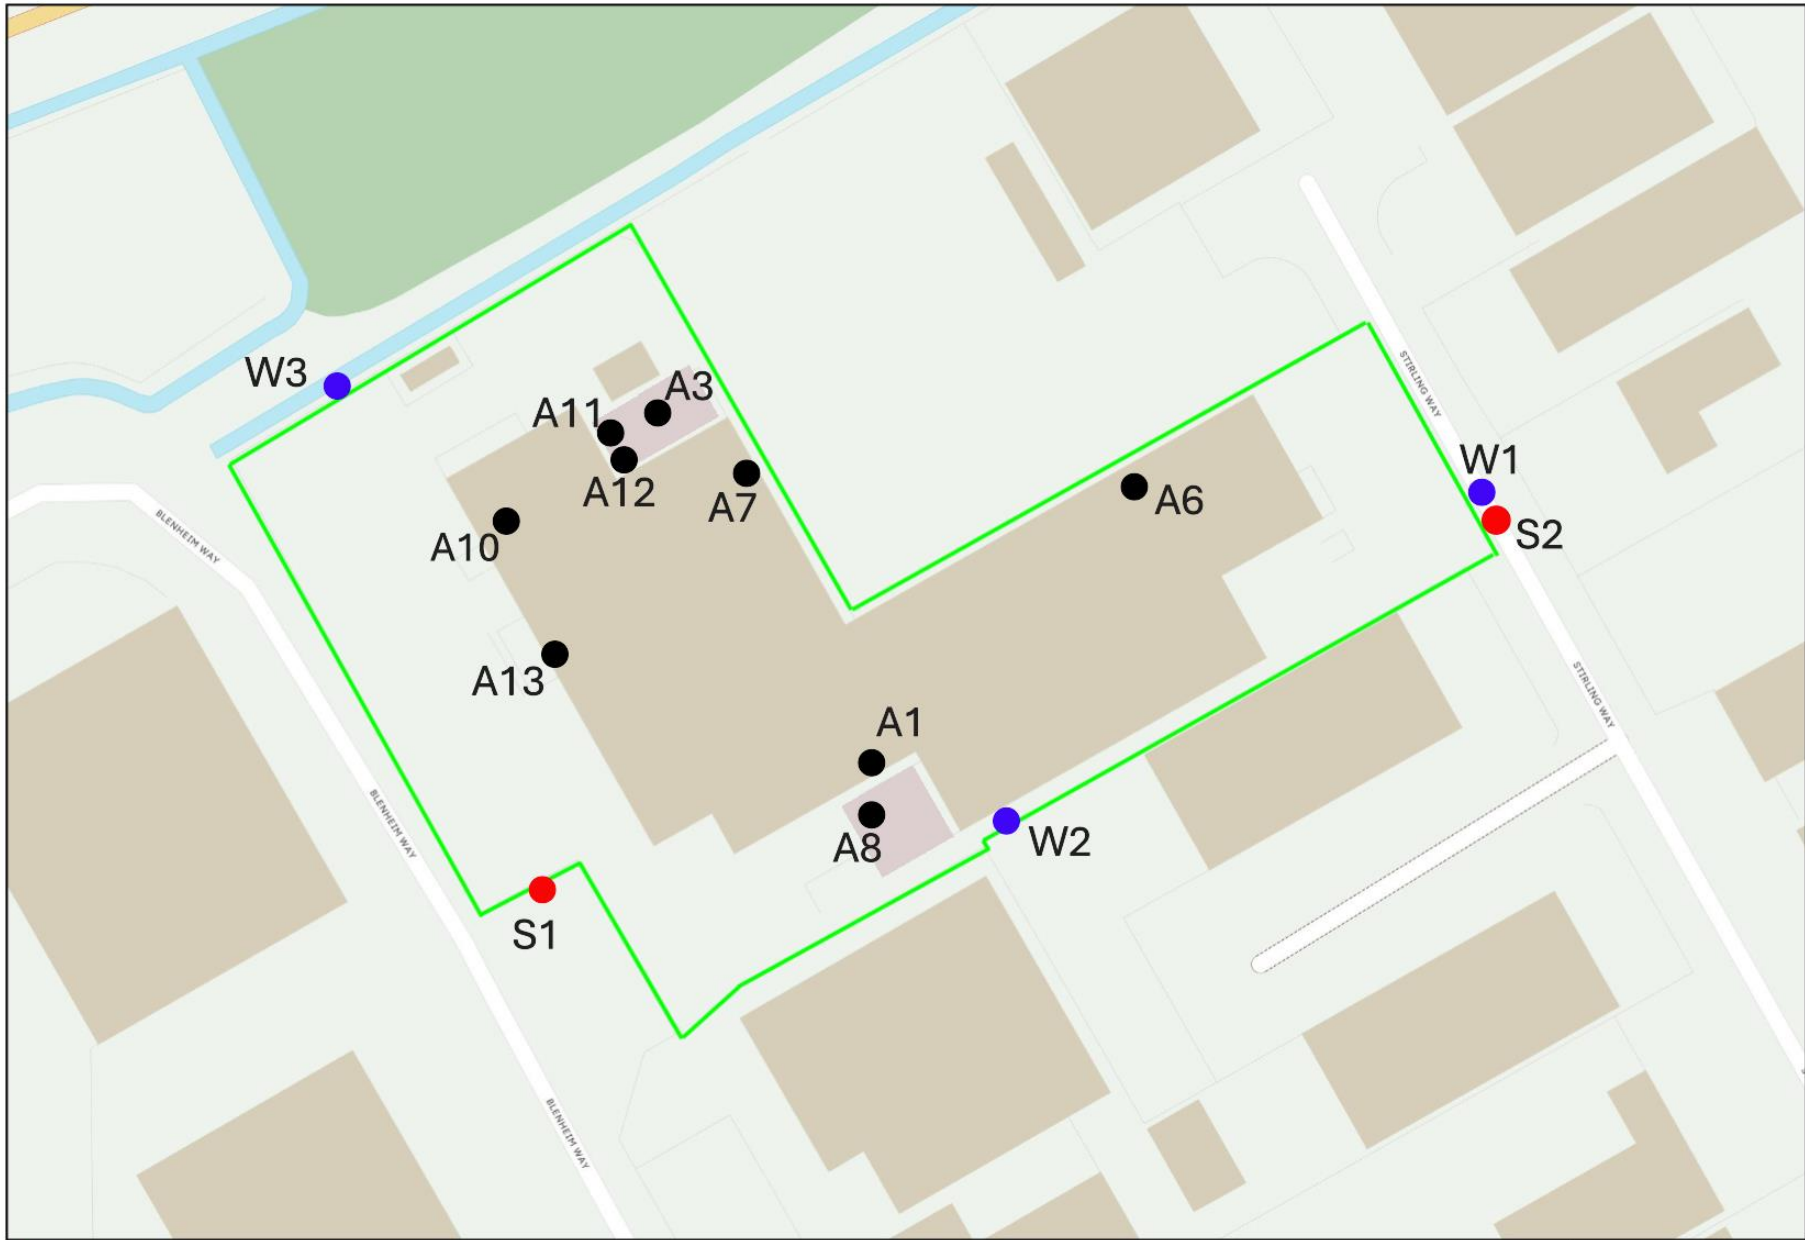 STIRLING WAY
W3
A3
A11
W1
A12
A7
A6
S2
BLENHEIM WAY
A10
A13
STIRLING WAY
A1
BLENHEIM WAY
A8
W2
S1
BLENHEIM WAY